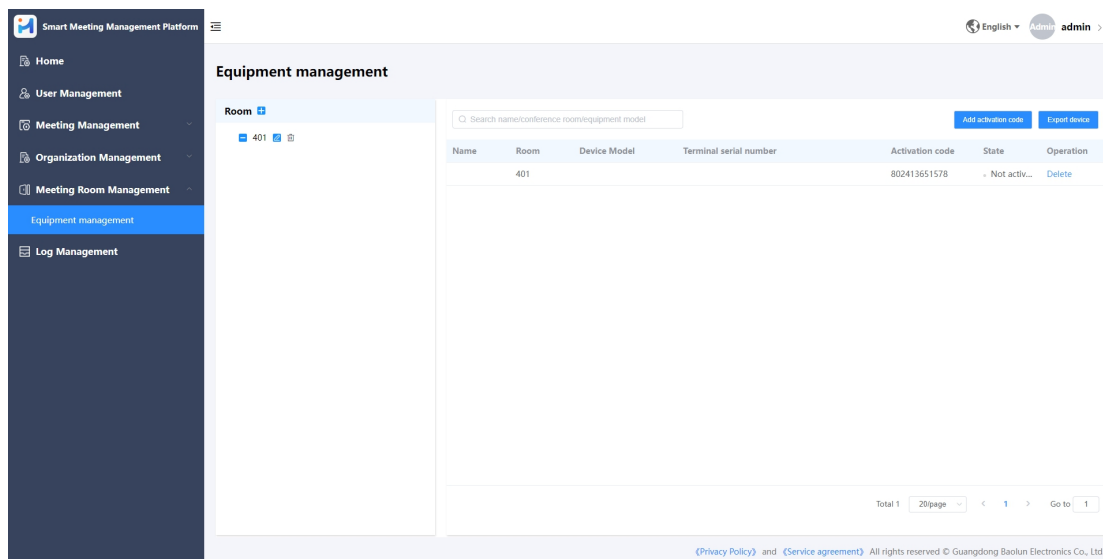 Smart Meeting Management Platform
English
Admin
admin
Home
User Management
Meeting Management
Organization Management
Meeting Room Management
Equipment management
Log Management
Equipment management
Room
401
Search name/conference room/equipment model
Add activation code
Export device
Name Room Device Model Terminal serial number Activation code State Operation
401 802413651578 Not activ... Delete
Total 1 20/page < 1 > Go to 1
《Privacy Policy》 and 《Service agreement》 All rights reserved © Guangdong Baolun Electronics Co., Ltd